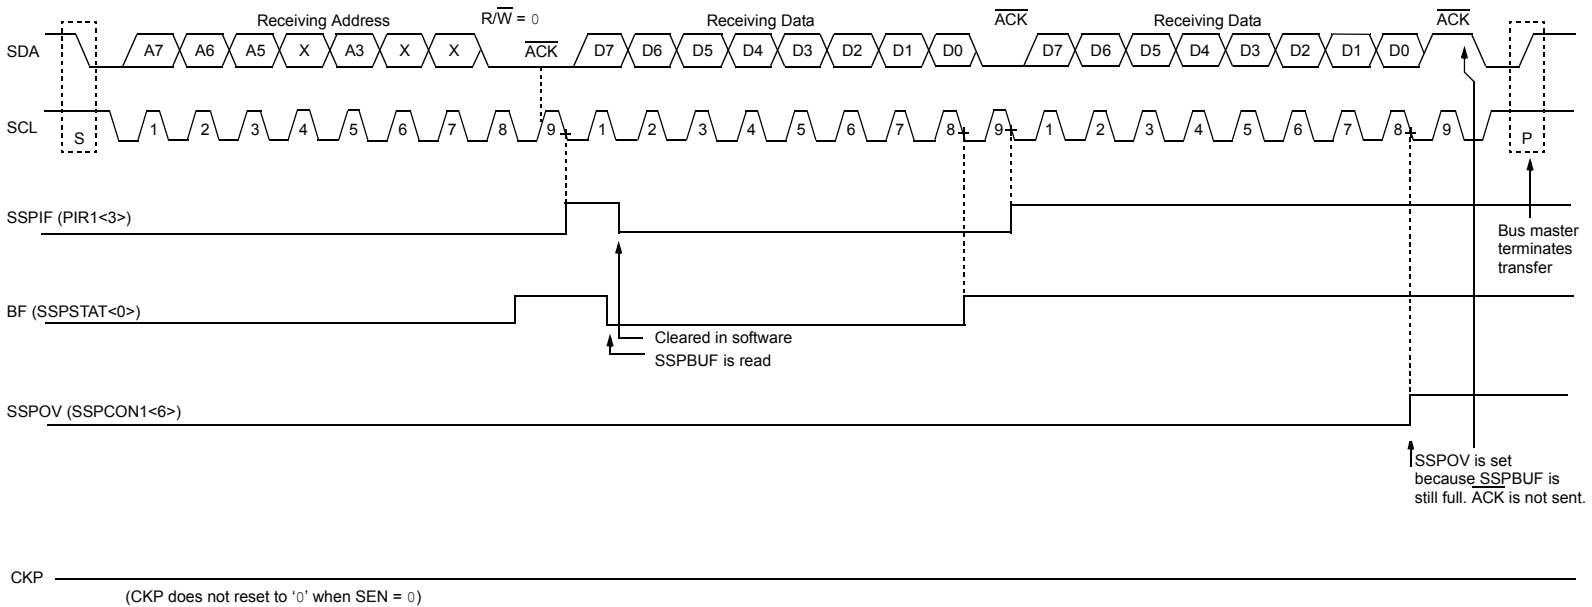 Receiving Address R/W = 0 Receiving Data ACK Receiving Data ACK
SDA A7 A6 A5 X A3 X X ACK D7 D6 D5 D4 D3 D2 D1 D0 D7 D6 D5 D4 D3 D2 D1 D0
SCL S 1 2 3 4 5 6 7 8 9 1 2 3 4 5 6 7 8 9 1 2 3 4 5 6 7 8 9 P
SSPIF (PIR1<3>)
Bus master
terminates
transfer
BF (SSPSTAT<0>)
Cleared in software
SSPBUF is read
SSPOV (SSPCON1<6>)
SSPOV is set
because SSPBUF is
still full. ACK is not sent.
CKP
(CKP does not reset to ‘0’ when SEN = 0)